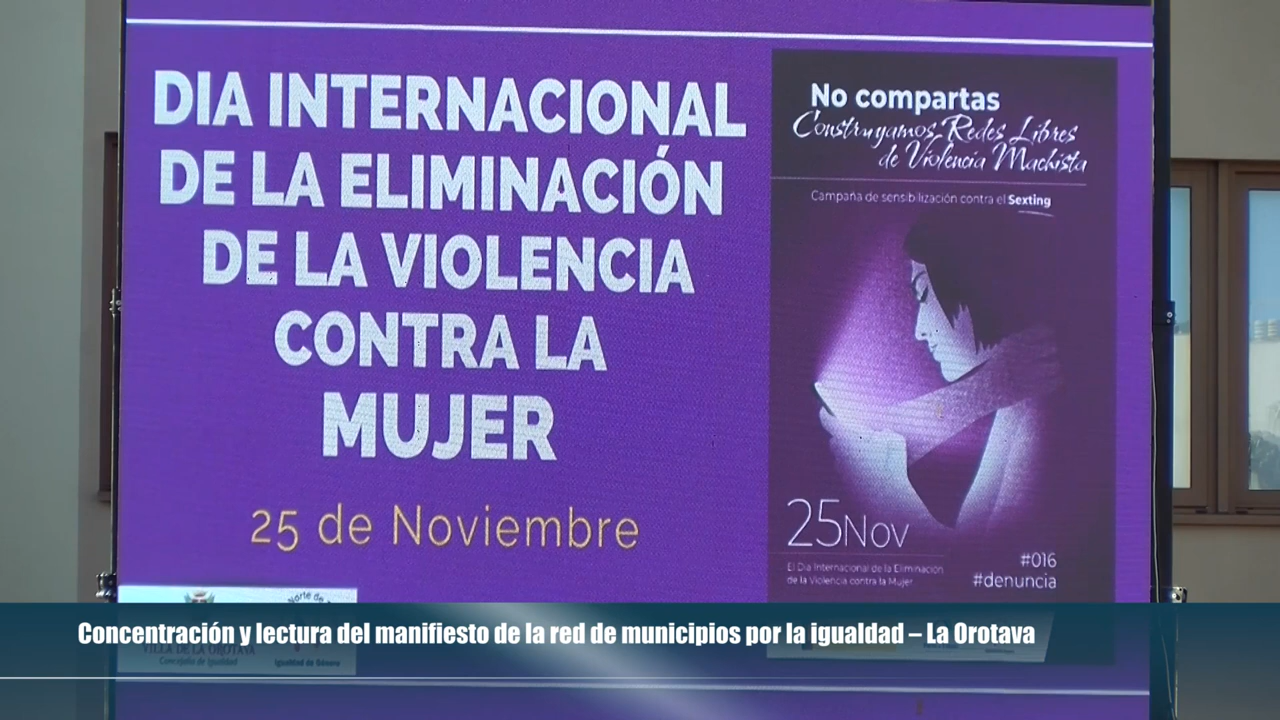 DIA INTERNACIONAL
DE LA ELIMINACIÓN
DE LA VIOLENCIA
CONTRA LA
MUJER
25 de Noviembre
No compartas
Construyamos Redes Libres
de Violencia Machista
Campaña de sensibilización contra el Sexting
25Nov
El Dia Internacional de la Eliminación
de la Violencia contra la Mujer
#016
#denuncia
Norte de
Concentración y lectura del manifiesto de la red de municipios por la igualdad – La Orotava
VILLA DE LA OROTAVA
Concejalía de Igualdad
Igualdad de Género